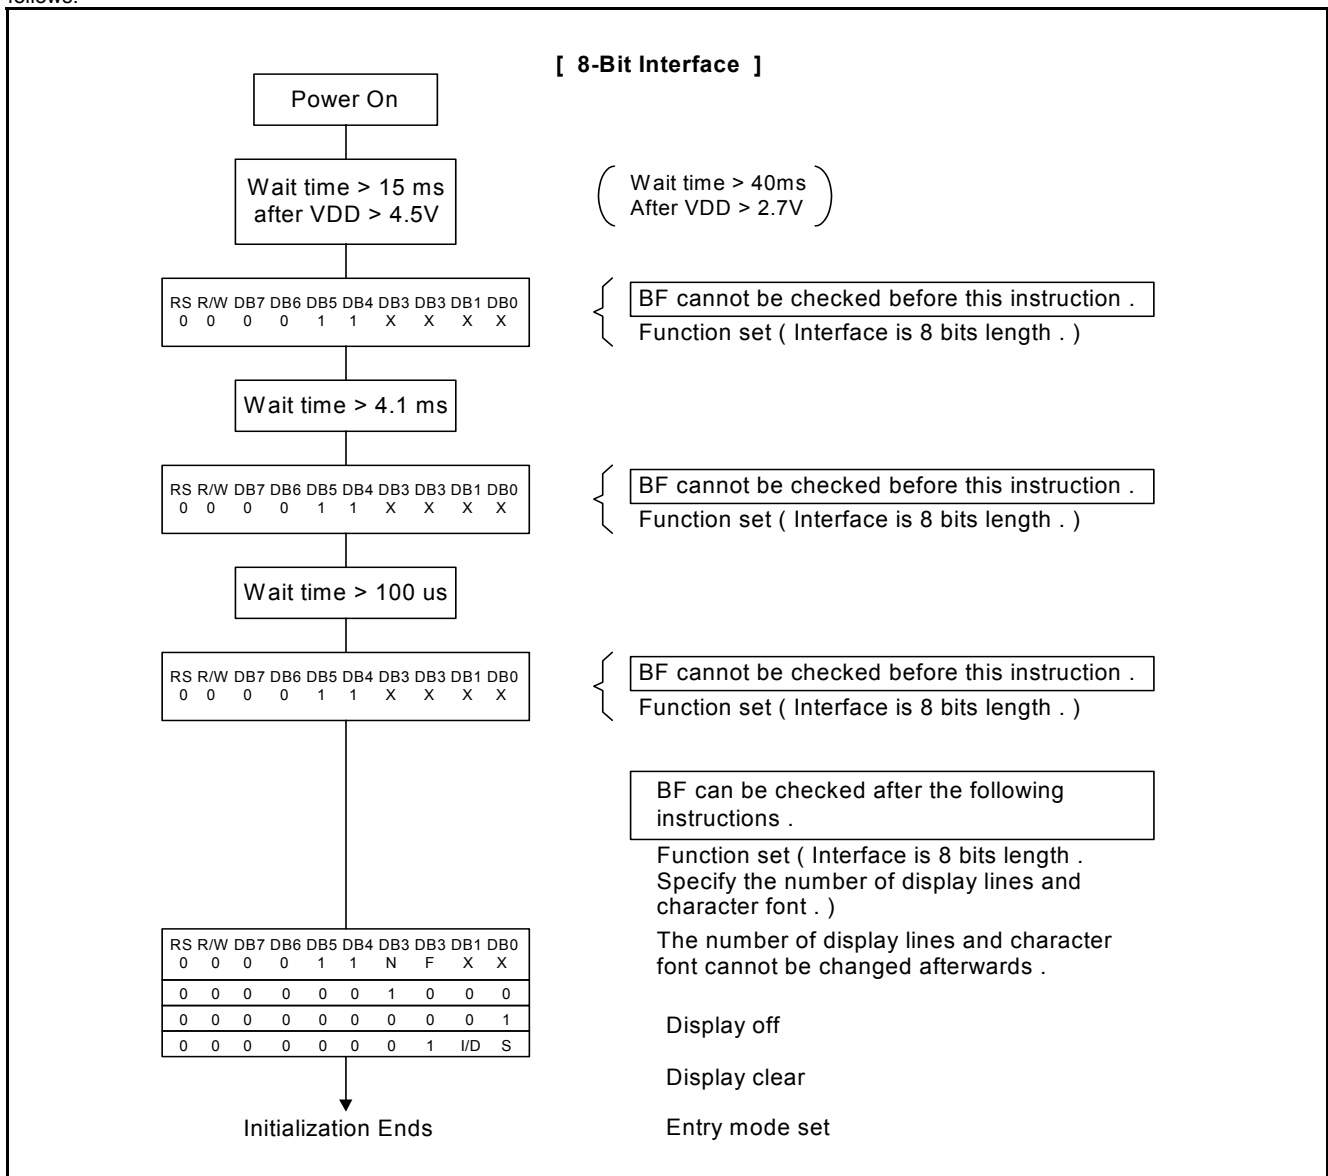 follows:
[ 8-Bit Interface ]
Power On
Wait time > 15 ms
after VDD > 4.5V
Wait time > 40ms
After VDD > 2.7V
RS R/W DB7 DB6 DB5 DB4 DB3 DB3 DB1 DB0
0 0 0 0 1 1 X X X X
BF cannot be checked before this instruction .
Function set ( Interface is 8 bits length . )
Wait time > 4.1 ms
RS R/W DB7 DB6 DB5 DB4 DB3 DB3 DB1 DB0
0 0 0 0 1 1 X X X X
BF cannot be checked before this instruction .
Function set ( Interface is 8 bits length . )
Wait time > 100 us
RS R/W DB7 DB6 DB5 DB4 DB3 DB3 DB1 DB0
0 0 0 0 1 1 X X X X
BF cannot be checked before this instruction .
Function set ( Interface is 8 bits length . )
BF can be checked after the following
instructions .
Function set ( Interface is 8 bits length .
Specify the number of display lines and
character font . )
The number of display lines and character
font cannot be changed afterwards .
RS R/W DB7 DB6 DB5 DB4 DB3 DB3 DB1 DB0
0 0 0 0 1 1 N F X X
0 0 0 0 0 0 1 0 0 0
0 0 0 0 0 0 0 0 0 1
0 0 0 0 0 0 0 1 I/D S
Display off
Display clear
Entry mode set
Initialization Ends